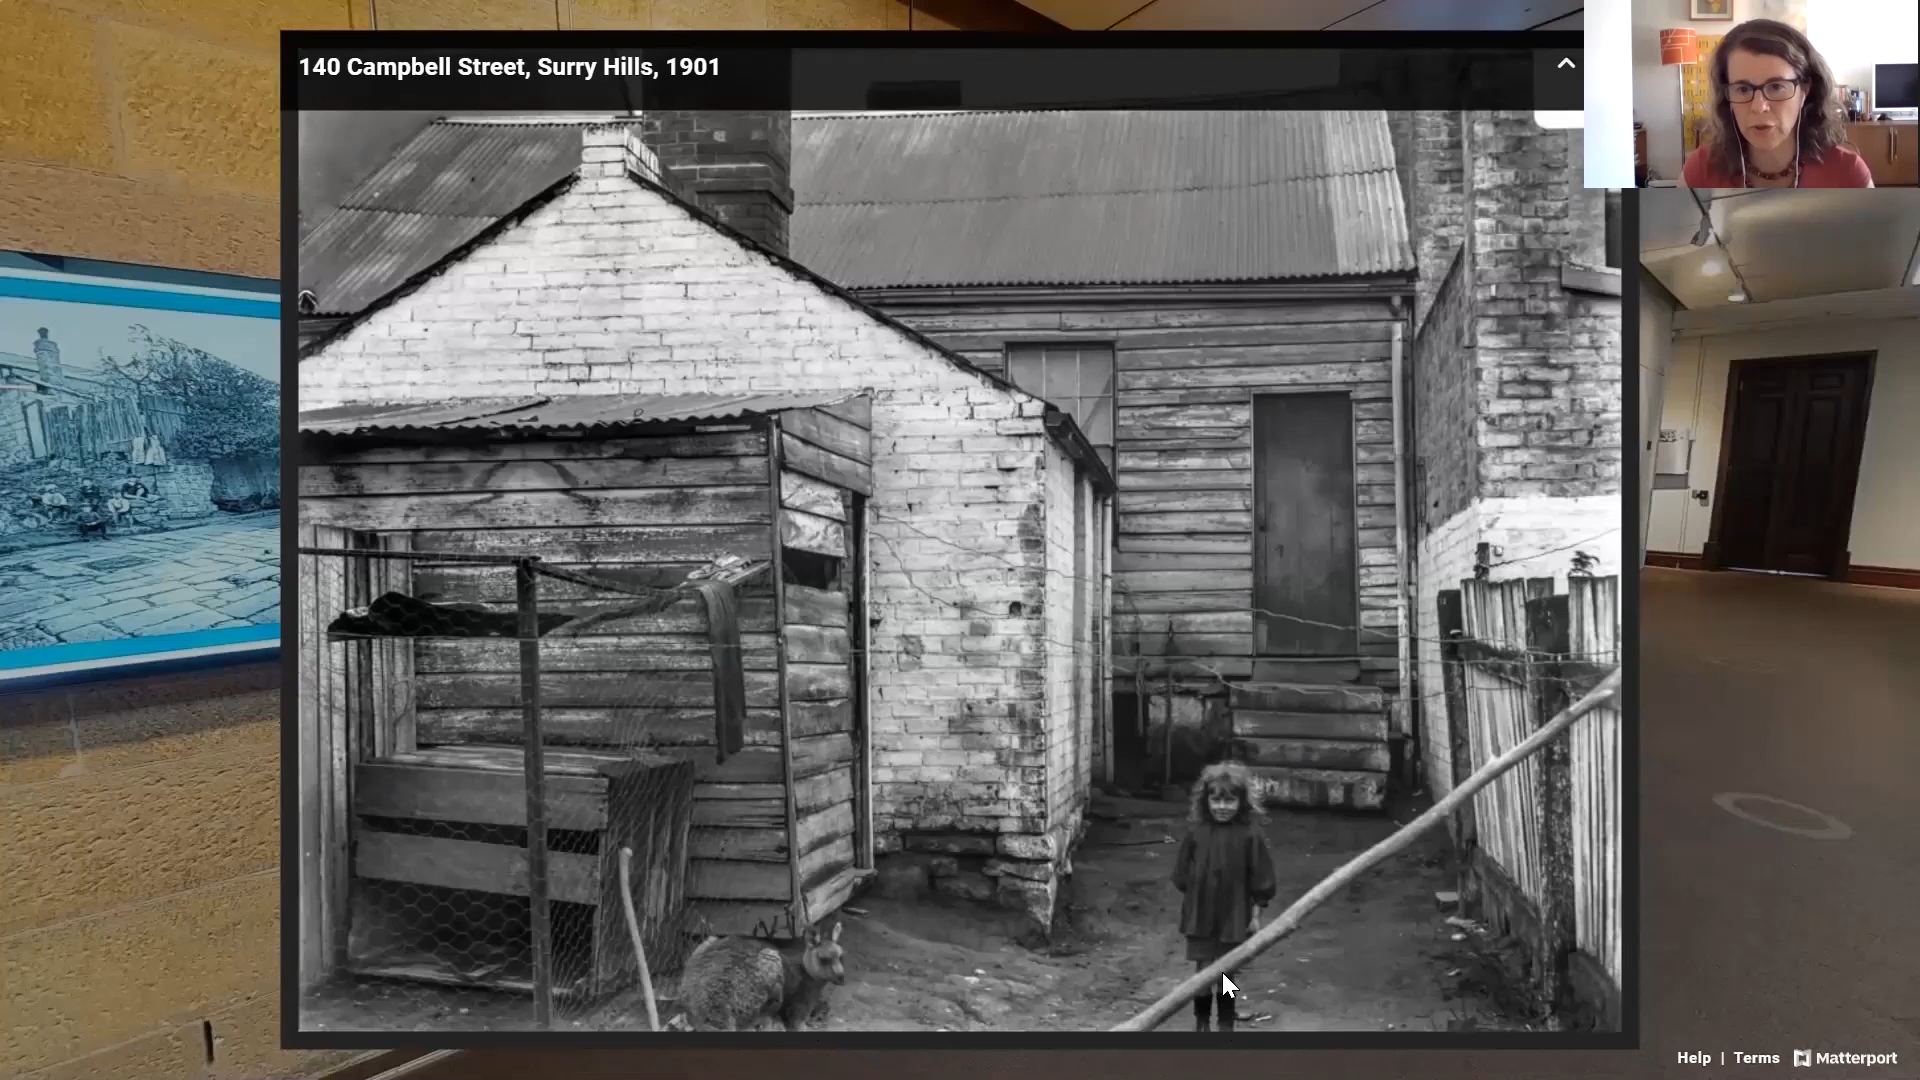 140 Campbell Street, Surry Hills, 1901
Help | Terms Matterport